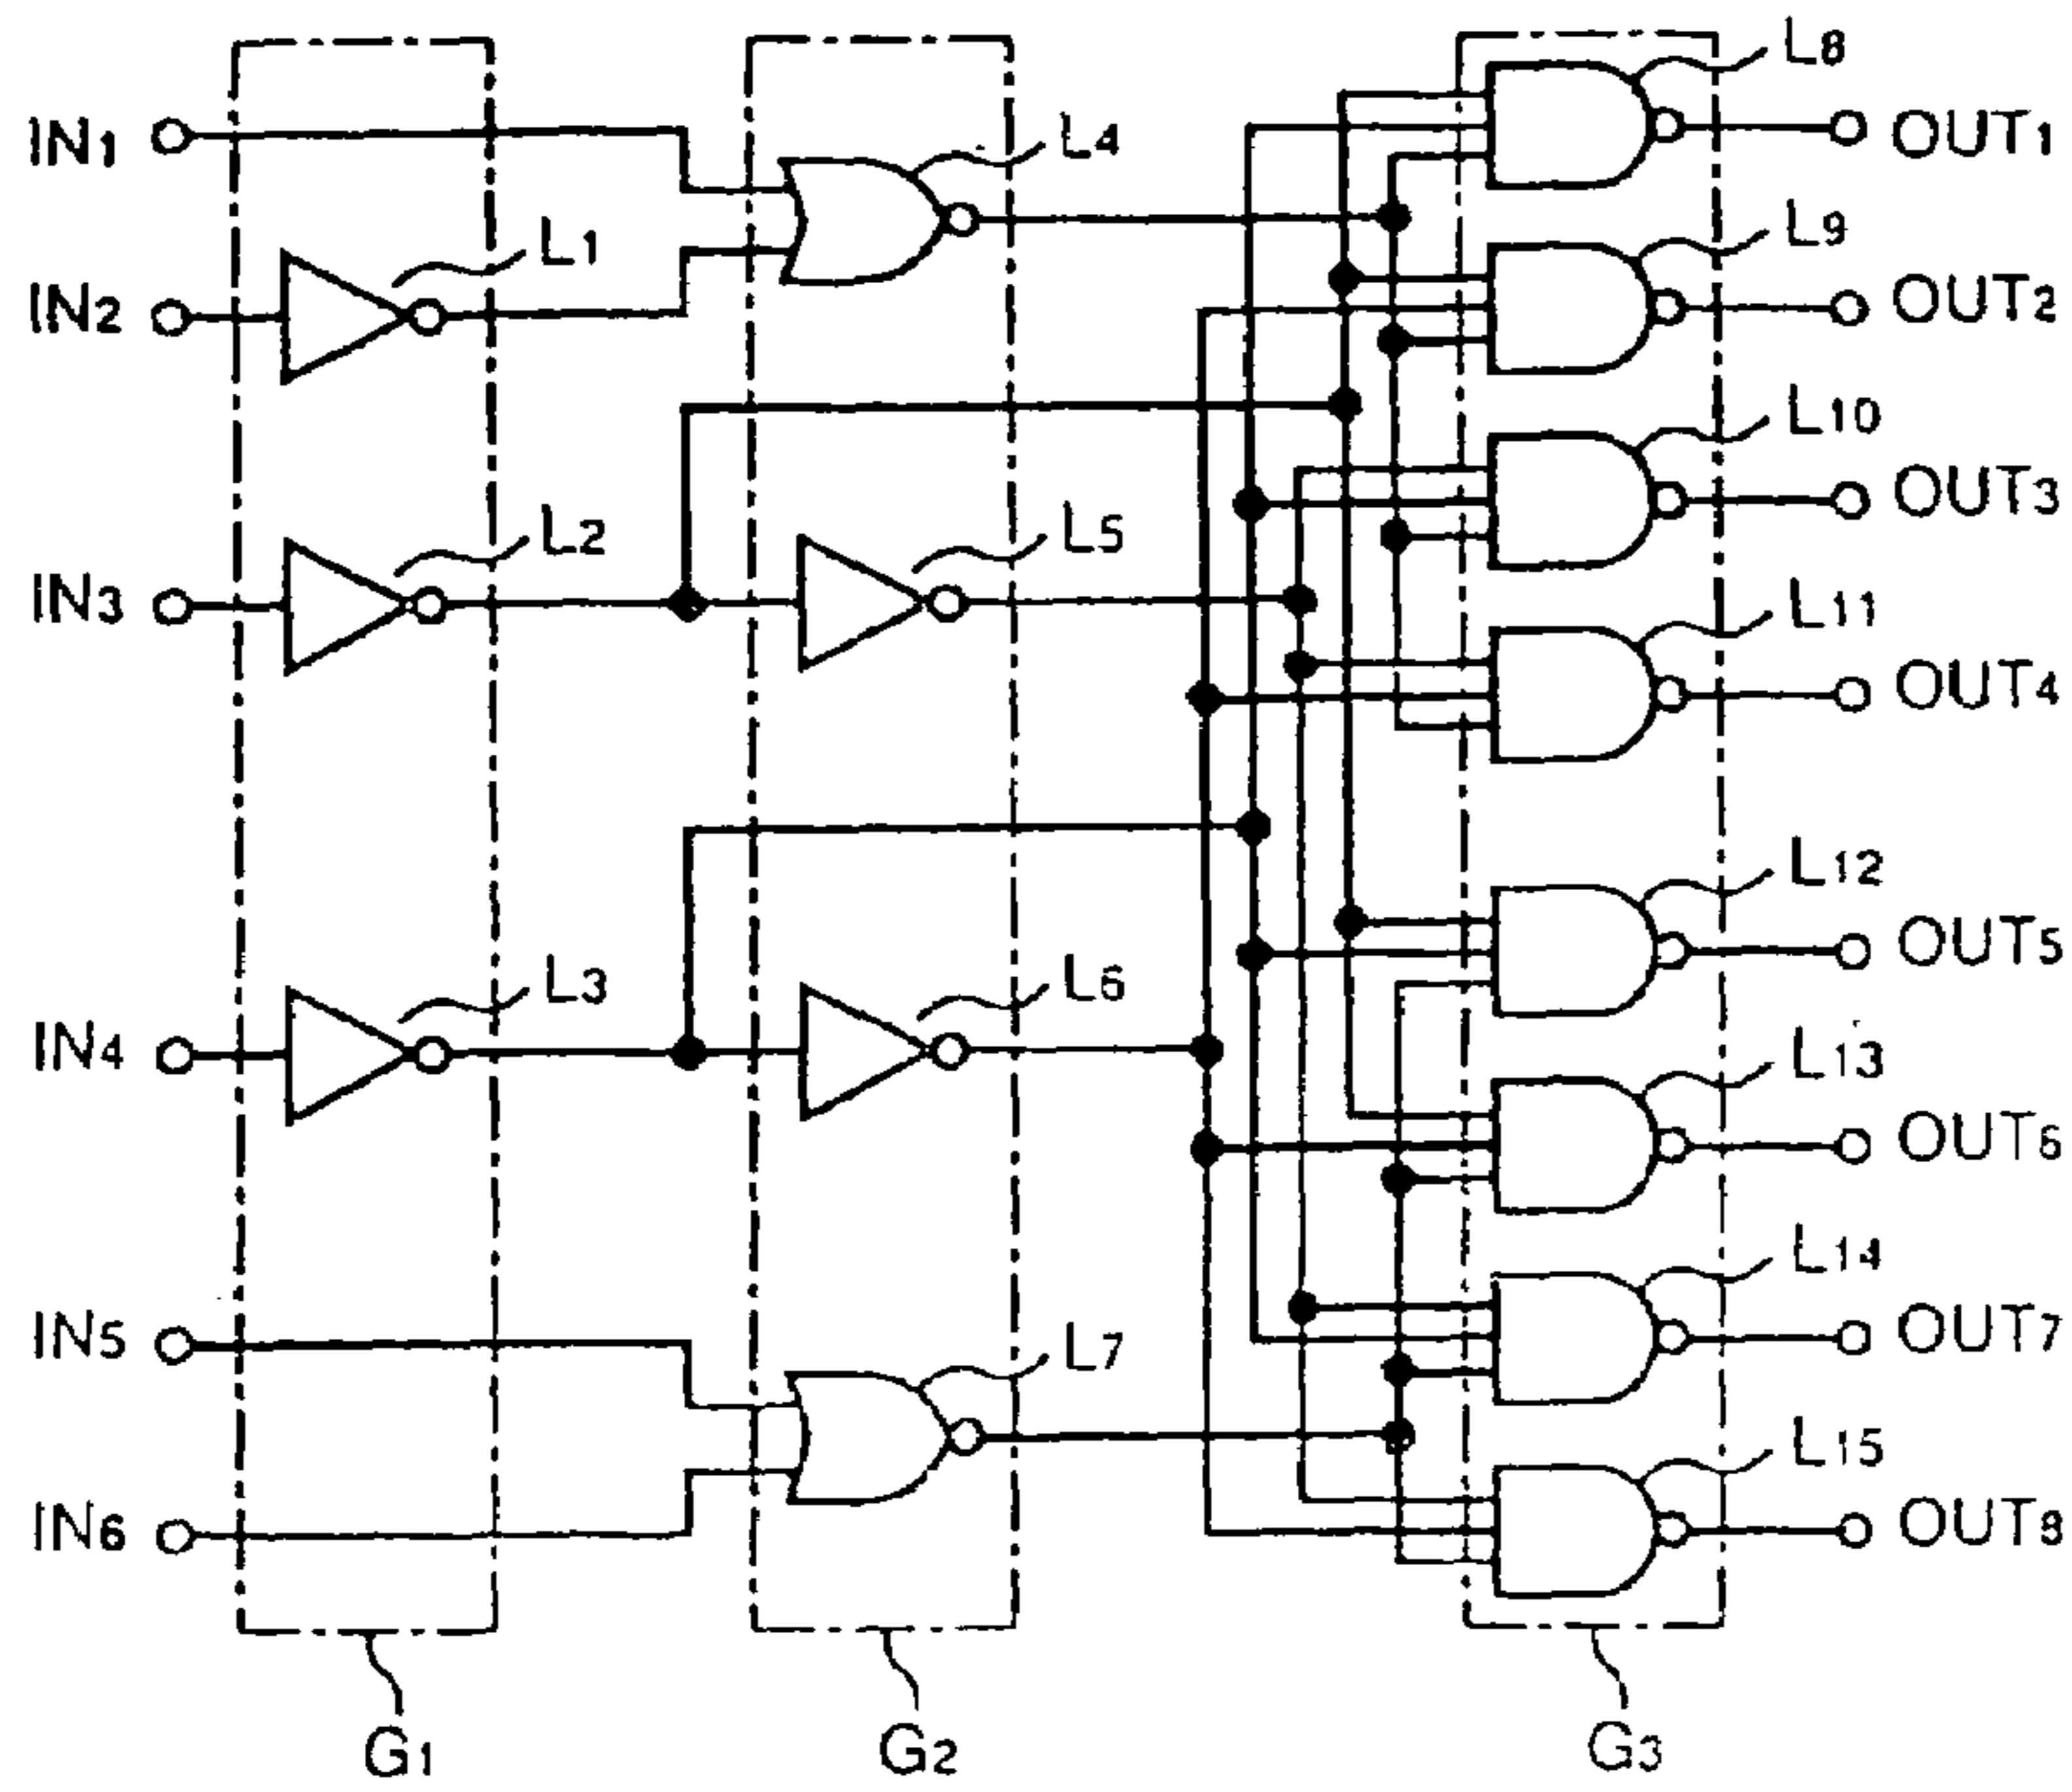 L8
IN1
L4
OUT1
L1
L9
IN2
OUT2
L10
OUT3
L2
L5
IN3
L11
OUT4
L12
OUT5
L3
L6
IN4
L13
OUT6
L14
IN5
L7
OUT7
L15
IN6
OUT8
G1
G2
G3